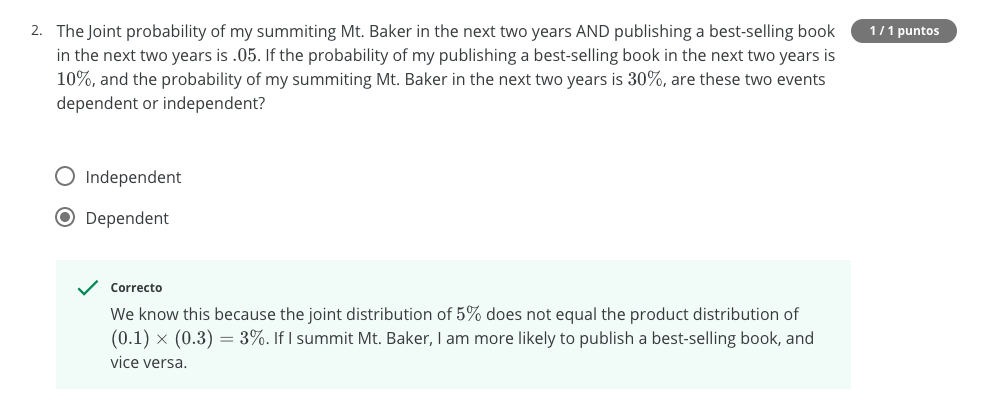 2. The Joint probability of my summiting Mt. Baker in the next two years AND publishing a best-selling book
1 / 1 puntos
in the next two years is .05. If the probability of my publishing a best-selling book in the next two years is
10%, and the probability of my summiting Mt. Baker in the next two years is 30%, are these two events
dependent or independent?
Independent
Dependent
Correcto
We know this because the joint distribution of 5% does not equal the product distribution of
(0.1) × (0.3) = 3%. If I summit Mt. Baker, I am more likely to publish a best-selling book, and
vice versa.